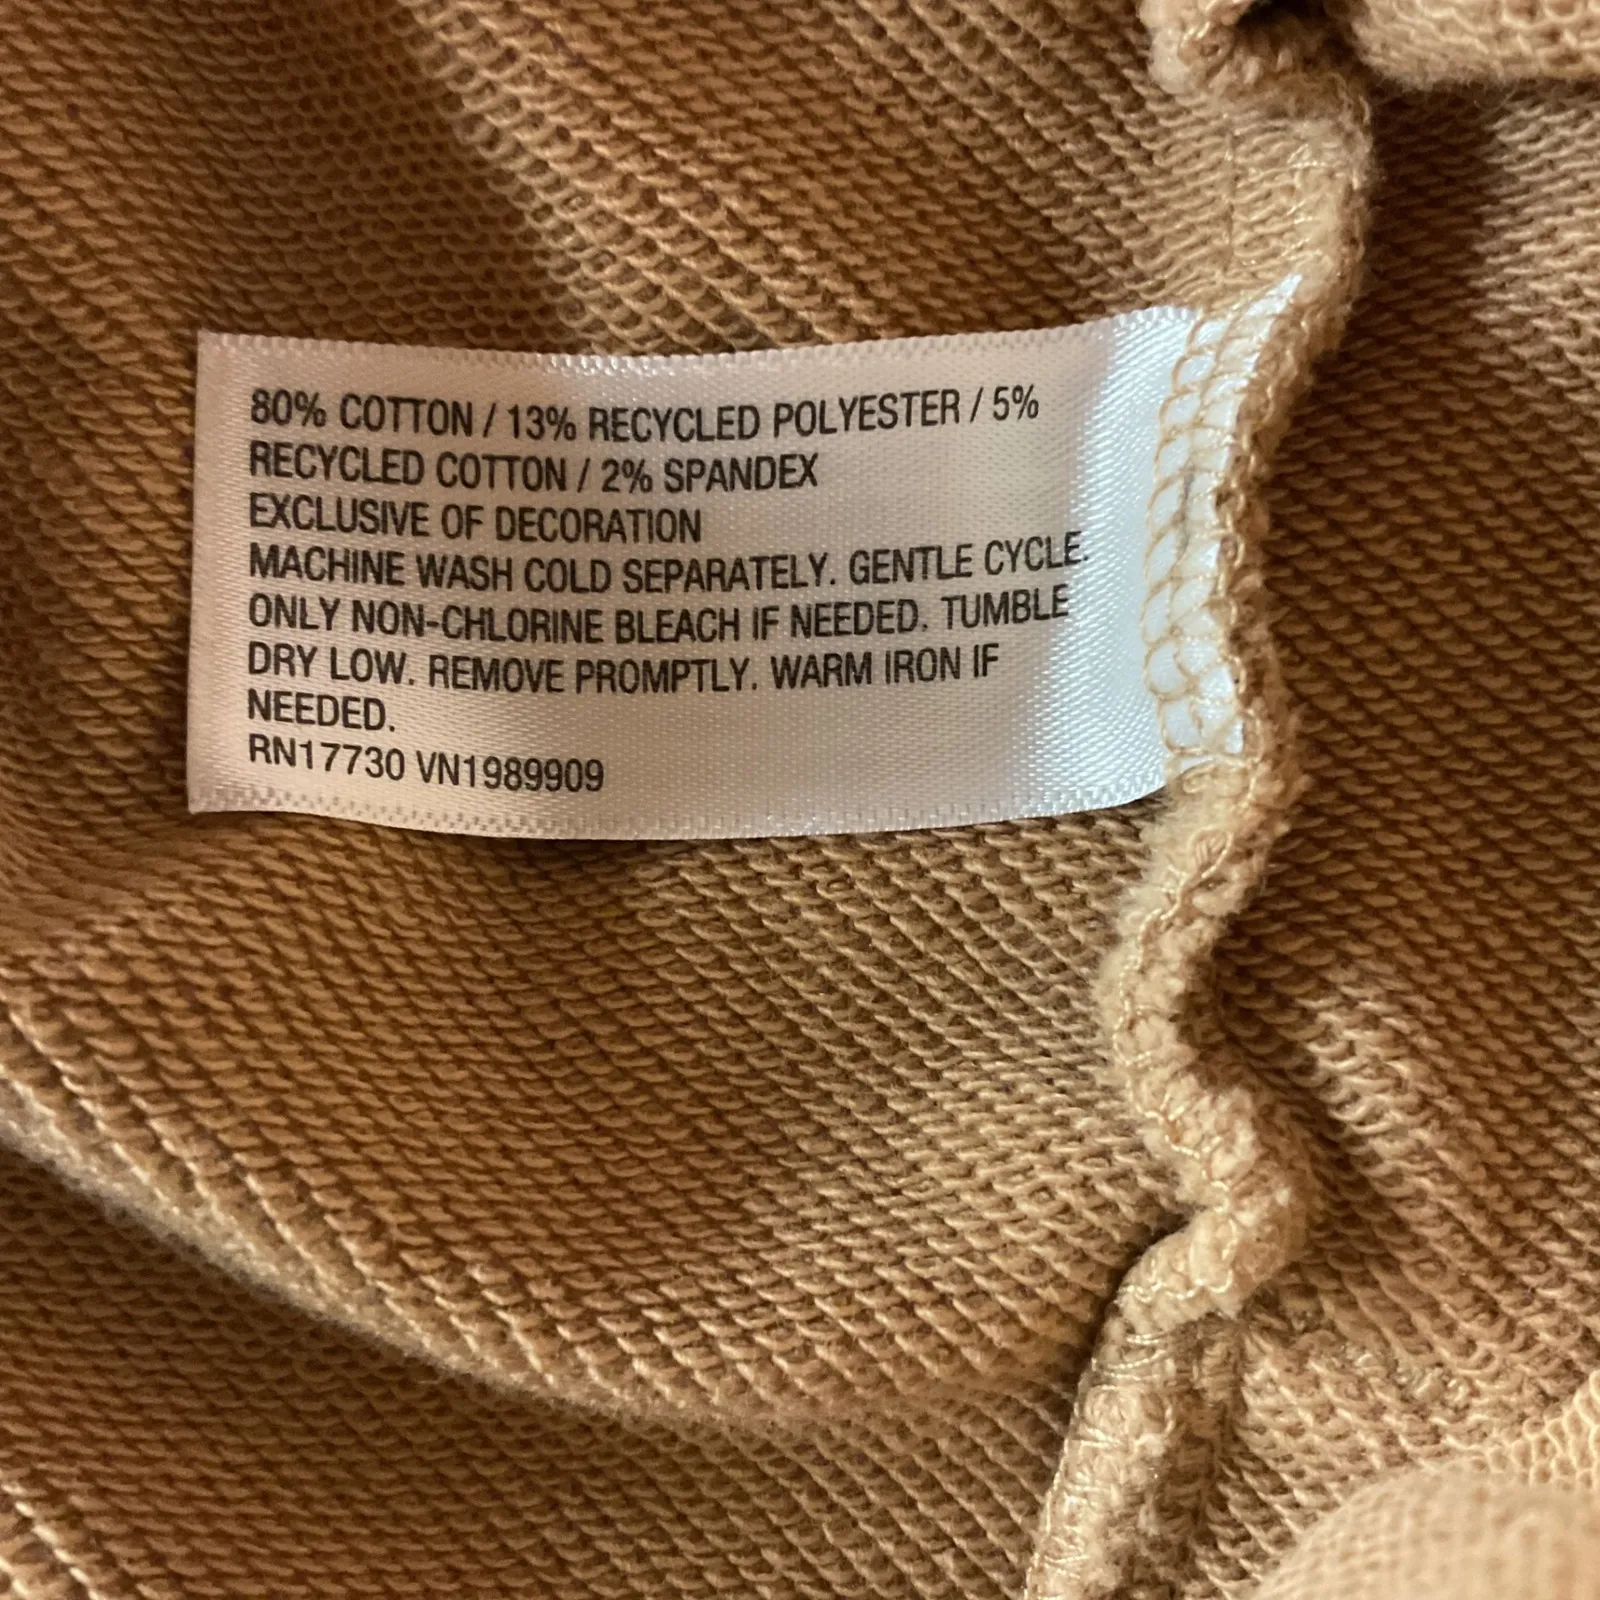 80% COTTON / 13% RECYCLED POLYESTER / 5%
RECYCLED COTTON / 2% SPANDEX
EXCLUSIVE OF DECORATION
MACHINE WASH COLD SEPARATELY. GENTLE CYCLE.
ONLY NON-CHLORINE BLEACH IF NEEDED. TUMBLE
DRY LOW. REMOVE PROMPTLY. WARM IRON IF
NEEDED.
RN17730 VN1989909